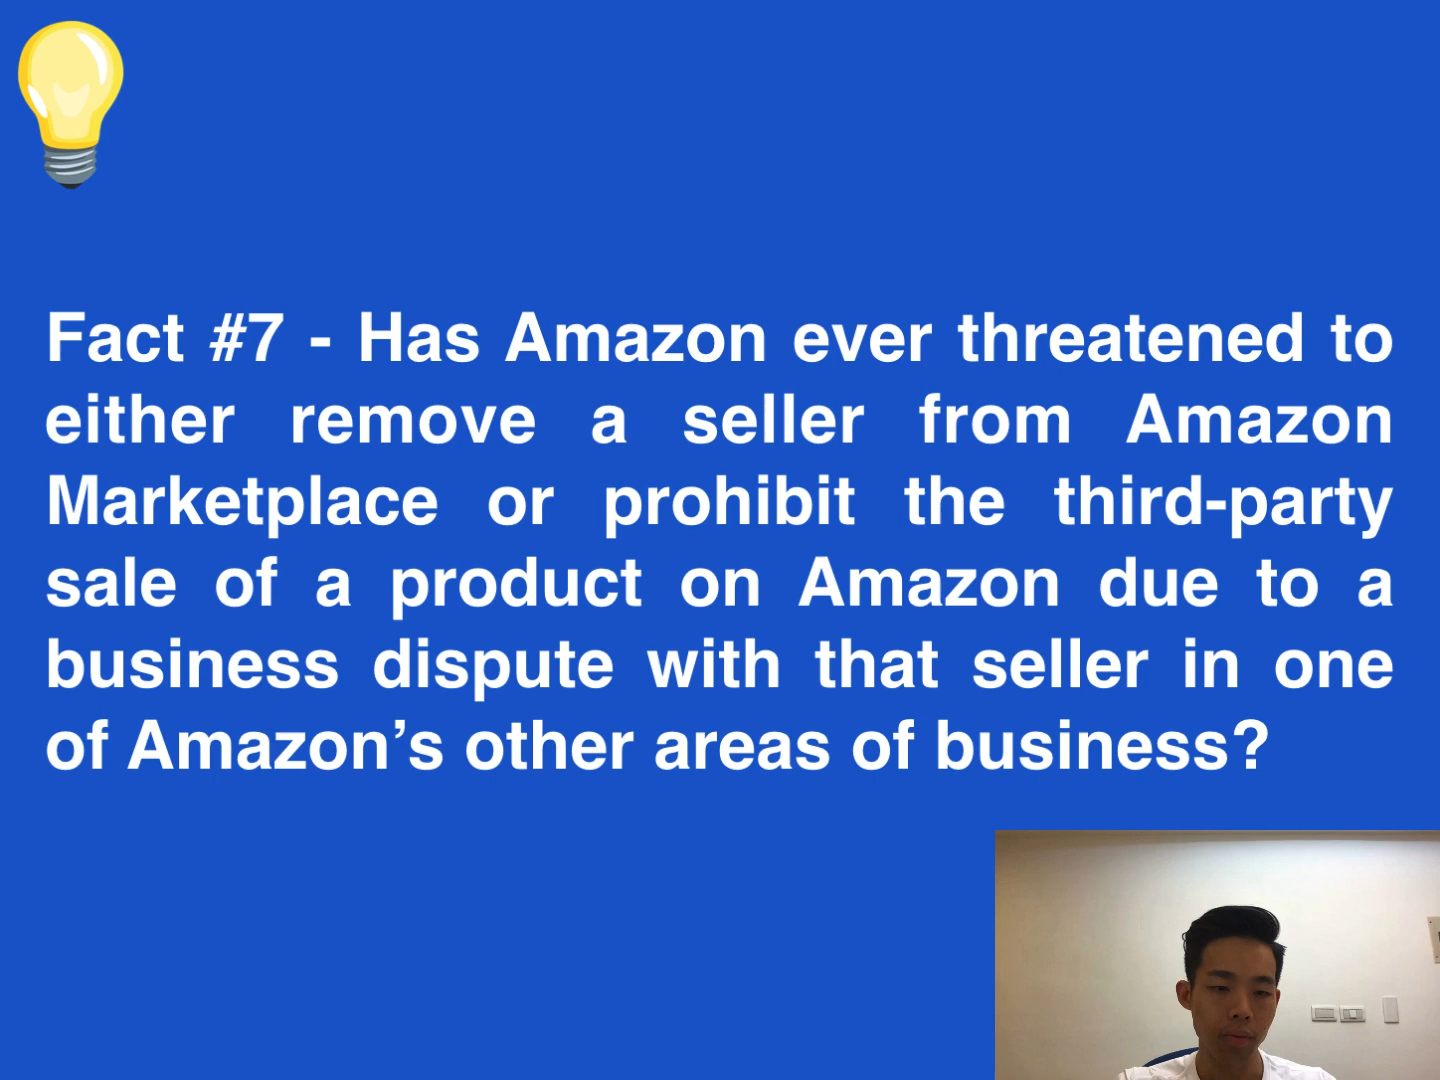 Fact #7 - Has Amazon ever threatened to
either remove a seller from Amazon
Marketplace or prohibit the third-party
sale of a product on Amazon due to a
business dispute with that seller in one
of Amazon’s other areas of business?